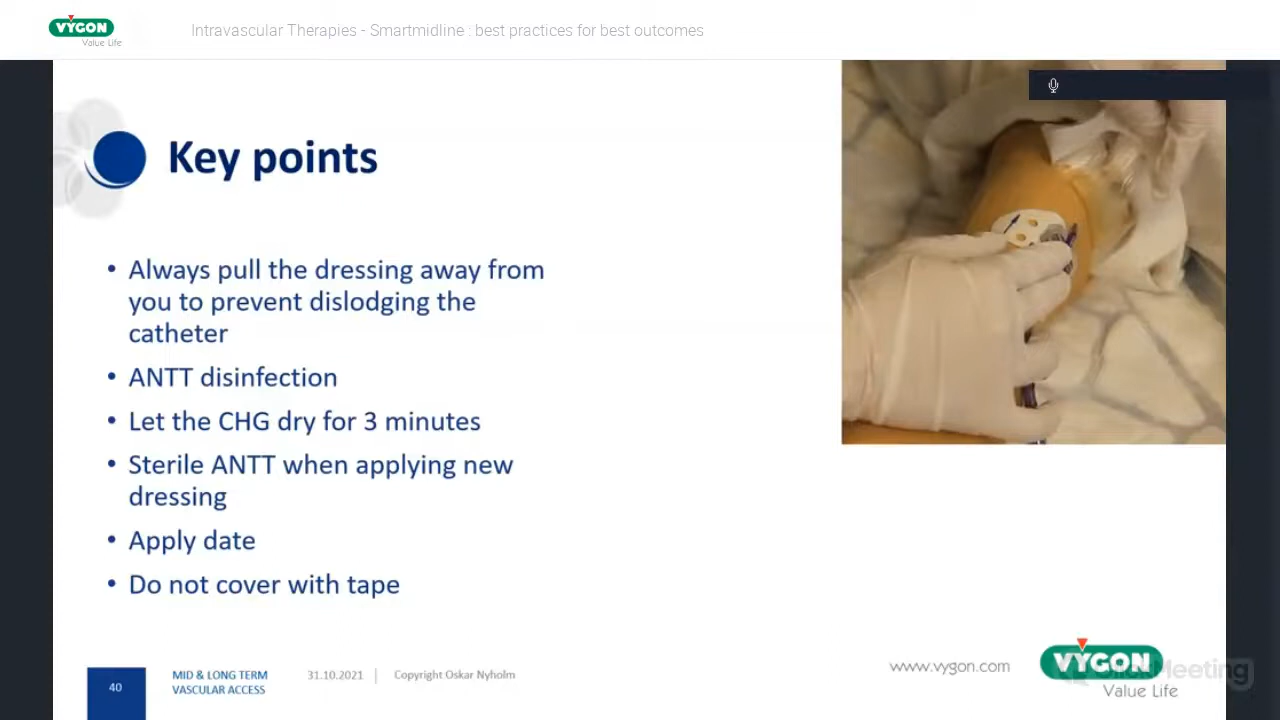 VYGON
Value Life
Intravascular Therapies - Smartmidline : best practices for best outcomes
Key points
• Always pull the dressing away from
you to prevent dislodging the
catheter
• ANTT disinfection
• Let the CHG dry for 3 minutes
• Sterile ANTT when applying new
dressing
• Apply date
• Do not cover with tape
40
MID & LONG TERM
VASCULAR ACCESS
31.10.2021
Copyright Oskar Nyholm
www.vygon.com
VYGON
Value Life
ClickMeeting